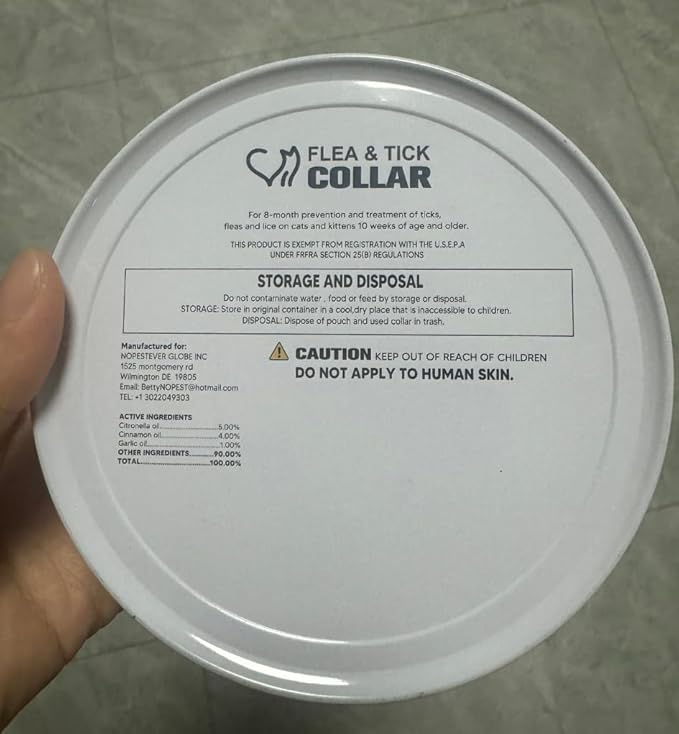 FLEA & TICK
COLLAR
For 8-month prevention and treatment of ticks,
fleas and lice on cats and kittens 10 weeks of age and older.
THIS PRODUCT IS EXEMPT FROM REGISTRATION WITH THE U.S.E.P.A
UNDER FRFRA SECTION 25(B) REGULATIONS
STORAGE AND DISPOSAL
Do not contaminate water , food or feed by storage or disposal.
STORAGE: Store in original container in a cool,dry place that is inaccessible to children.
DISPOSAL: Dispose of pouch and used collar in trash.
Manufactured for:
NOPESTEVER GLOBE INC
1525 montgomery rd
Wilmington DE 19805
Email: BettyNOPEST@hotmail.com
TEL: +1 3022049303
CAUTION KEEP OUT OF REACH OF CHILDREN
DO NOT APPLY TO HUMAN SKIN.
ACTIVE INGREDIENTS
Citronella oil.....................5.00%
Cinnamon oil....................4.00%
Garlic oil..........................1.00%
OTHER INGREDIENTS.........90.00%
TOTAL...........................100.00%